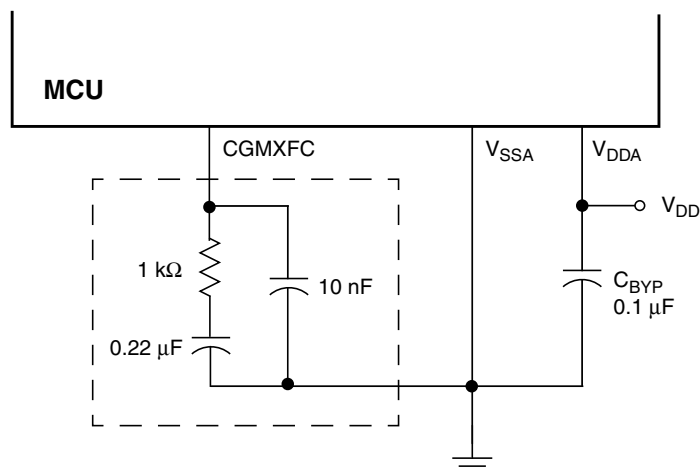 MCU
CGMXFC
V_SSA
V_DDA
V_DD
1 kΩ
10 nF
C_BYP
0.1 μF
0.22 μF